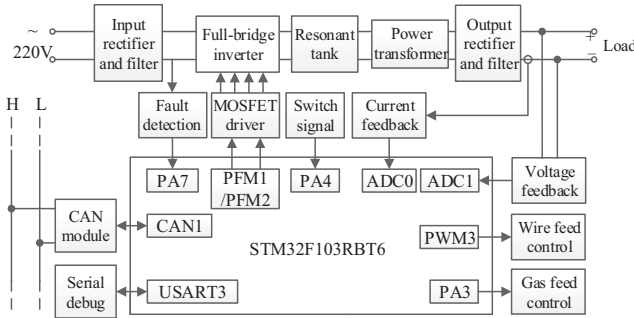 ~
220V
Input
rectifier
and filter
Full-bridge
inverter
Resonant
tank
Power
transformer
Output
rectifier
and filter
+
−
Load
H
L
Fault
detection
MOSFET
driver
Switch
signal
Current
feedback
PA7
PFM1
/PFM2
PA4
ADC0
ADC1
Voltage
feedback
CAN
module
CAN1
STM32F103RBT6
PWM3
Wire feed
control
Serial
debug
USART3
PA3
Gas feed
control